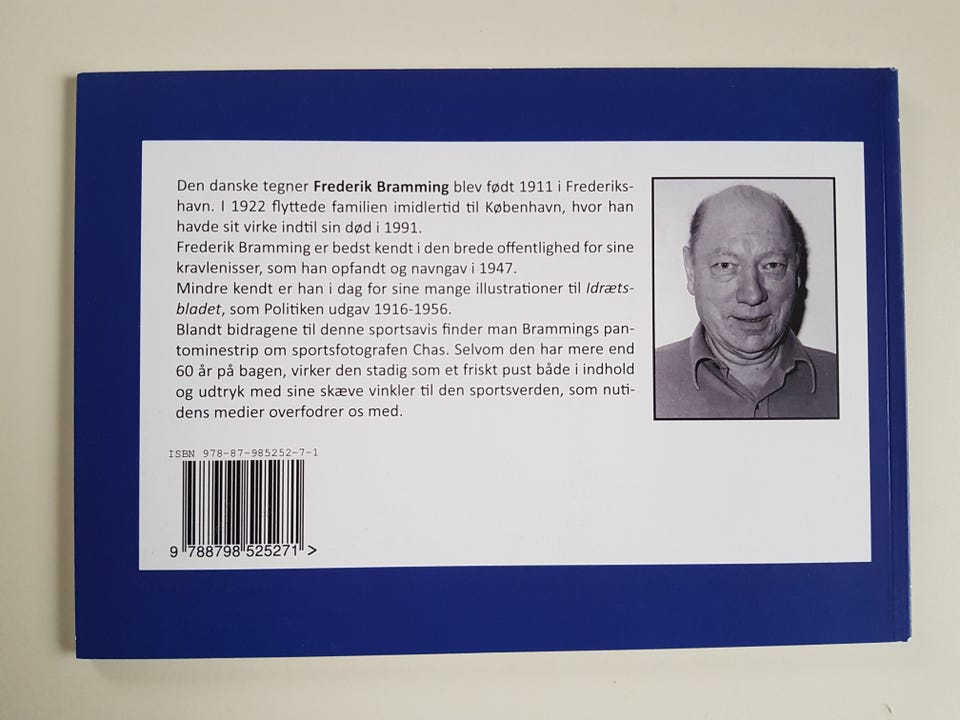 Den danske tegner Frederik Bramming blev født 1911 i Frederiks-
havn. I 1922 flyttede familien imidlertid til København, hvor han
havde sit virke indtil sin død i 1991.
Frederik Bramming er bedst kendt i den brede offentlighed for sine
kravlenisser, som han opfandt og navngav i 1947.
Mindre kendt er han i dag for sine mange illustrationer til Idræts-
bladet, som Politiken udgav 1916-1956.
Blandt bidragene til denne sportsavis finder man Brammings pan-
tominestrip om sportsfotografen Chas. Selvom den har mere end
60 år på bagen, virker den stadig som et friskt pust både i indhold
og udtryk med sine skæve vinkler til den sportsverden, som nuti-
dens medier overfodrer os med.
ISBN 978-87-985252-7-1
9 788798 525271 >